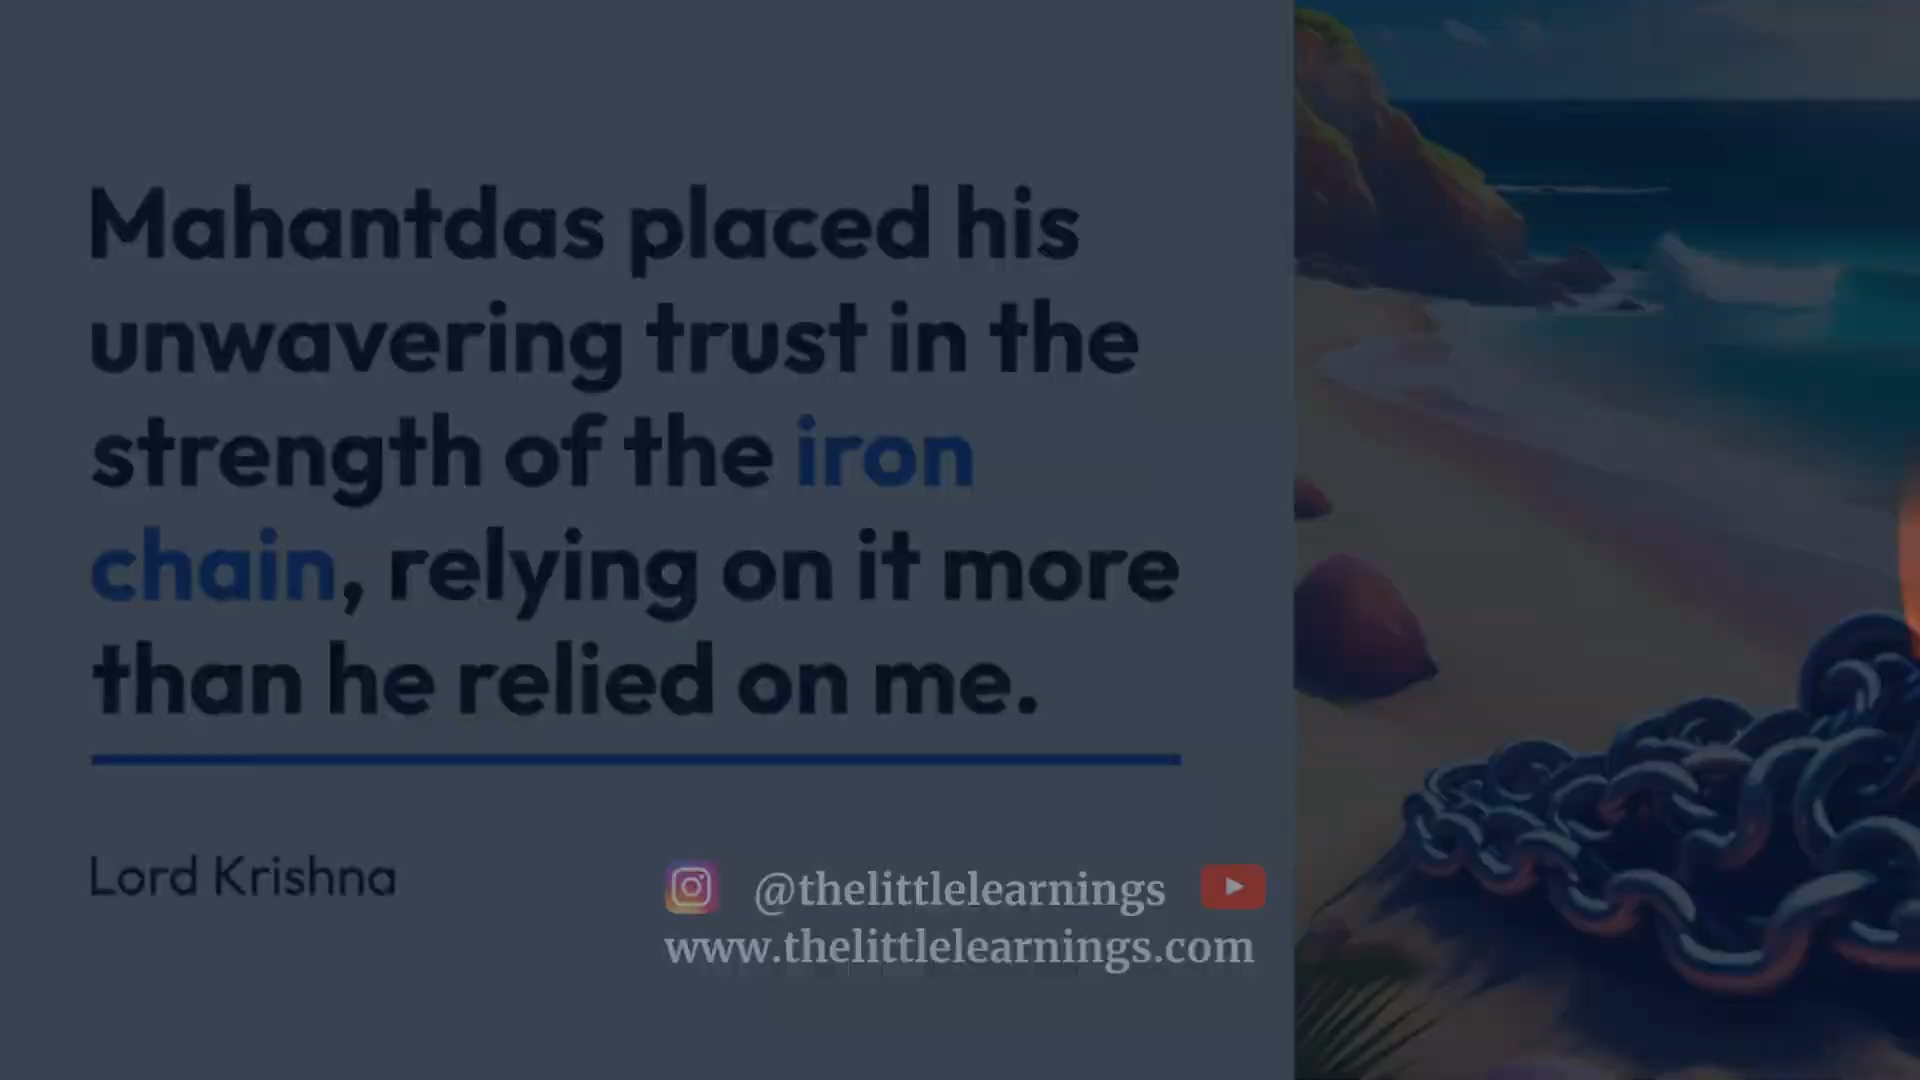 Mahantdas placed his
unwavering trust in the
strength of the iron
chain, relying on it more
than he relied on me.
Lord Krishna
@thelittlelearnings
www.thelittlelearnings.com